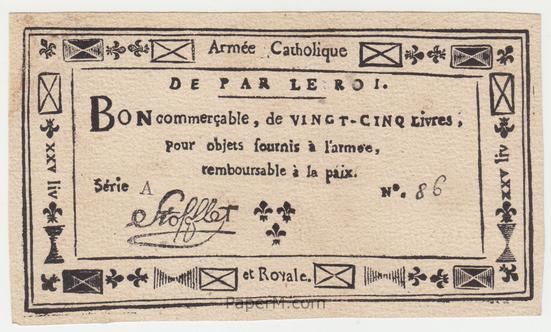 Armée Catholique
DE PAR LE ROI.
BON commerçable, de VINGT-CINQ Livres,
pour objets fournis à l'armée,
remboursable à la paix.
Série A
N°. 86
Stofflet
xxv liv
xxv liv
et Royale.
PaperM.com